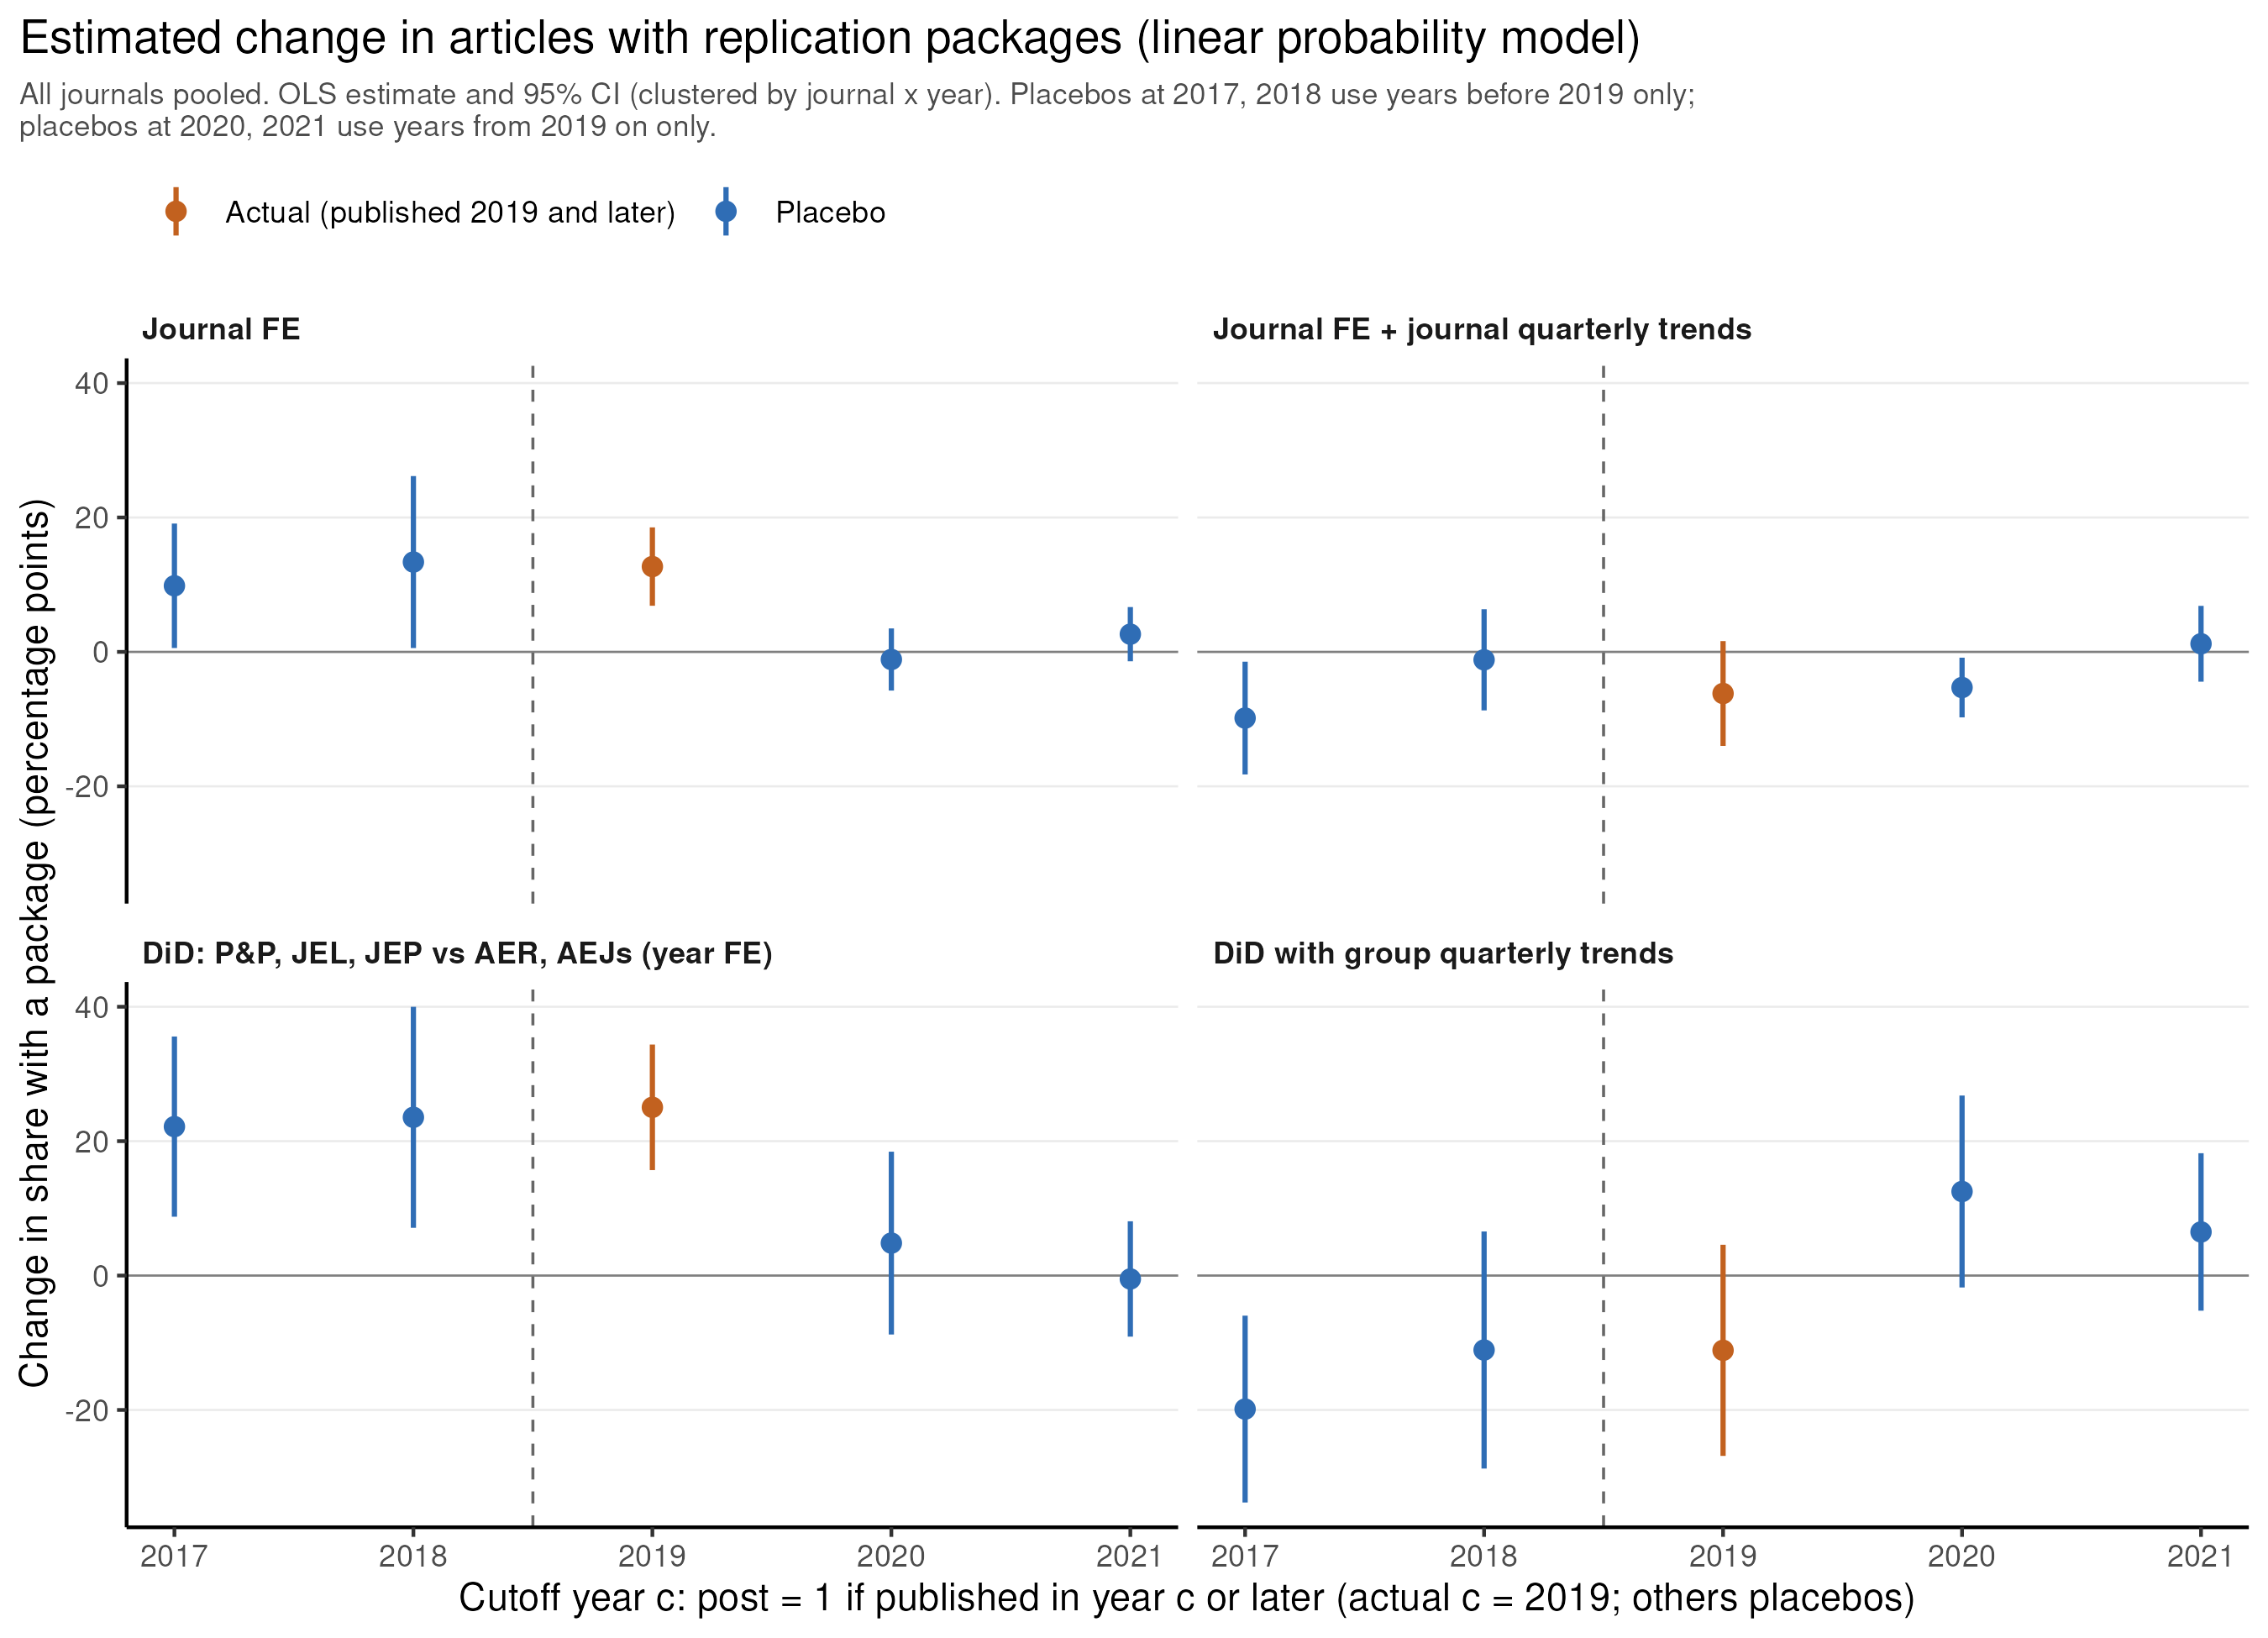 Estimated change in articles with replication packages (linear probability model)
All journals pooled. OLS estimate and 95% CI (clustered by journal x year). Placebos at 2017, 2018 use years before 2019 only;
placebos at 2020, 2021 use years from 2019 on only.
Actual (published 2019 and later) Placebo
Change in share with a package (percentage points)
Journal FE
40
20
0
-20
Journal FE + journal quarterly trends
DiD: P&P, JEL, JEP vs AER, AEJs (year FE)
40
20
0
-20
2017 2018 2019 2020 2021
DiD with group quarterly trends
2017 2018 2019 2020 2021
Cutoff year c: post = 1 if published in year c or later (actual c = 2019; others placebos)